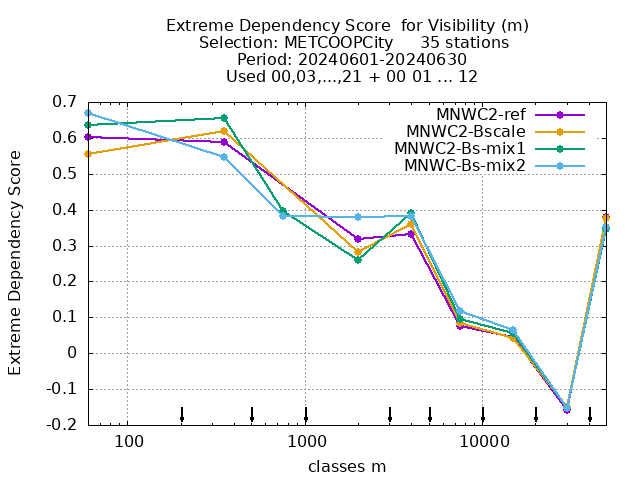 Extreme Dependency Score  for Visibility (m)
Selection: METCOOPCity     35 stations
Period: 20240601-20240630
Used 00,03,...,21 + 00 01 ... 12
MNWC2-ref
MNWC2-Bscale
MNWC2-Bs-mix1
MNWC-Bs-mix2
Extreme Dependency Score
0.7
0.6
0.5
0.4
0.3
0.2
0.1
0
-0.1
-0.2
100 1000 10000
classes m